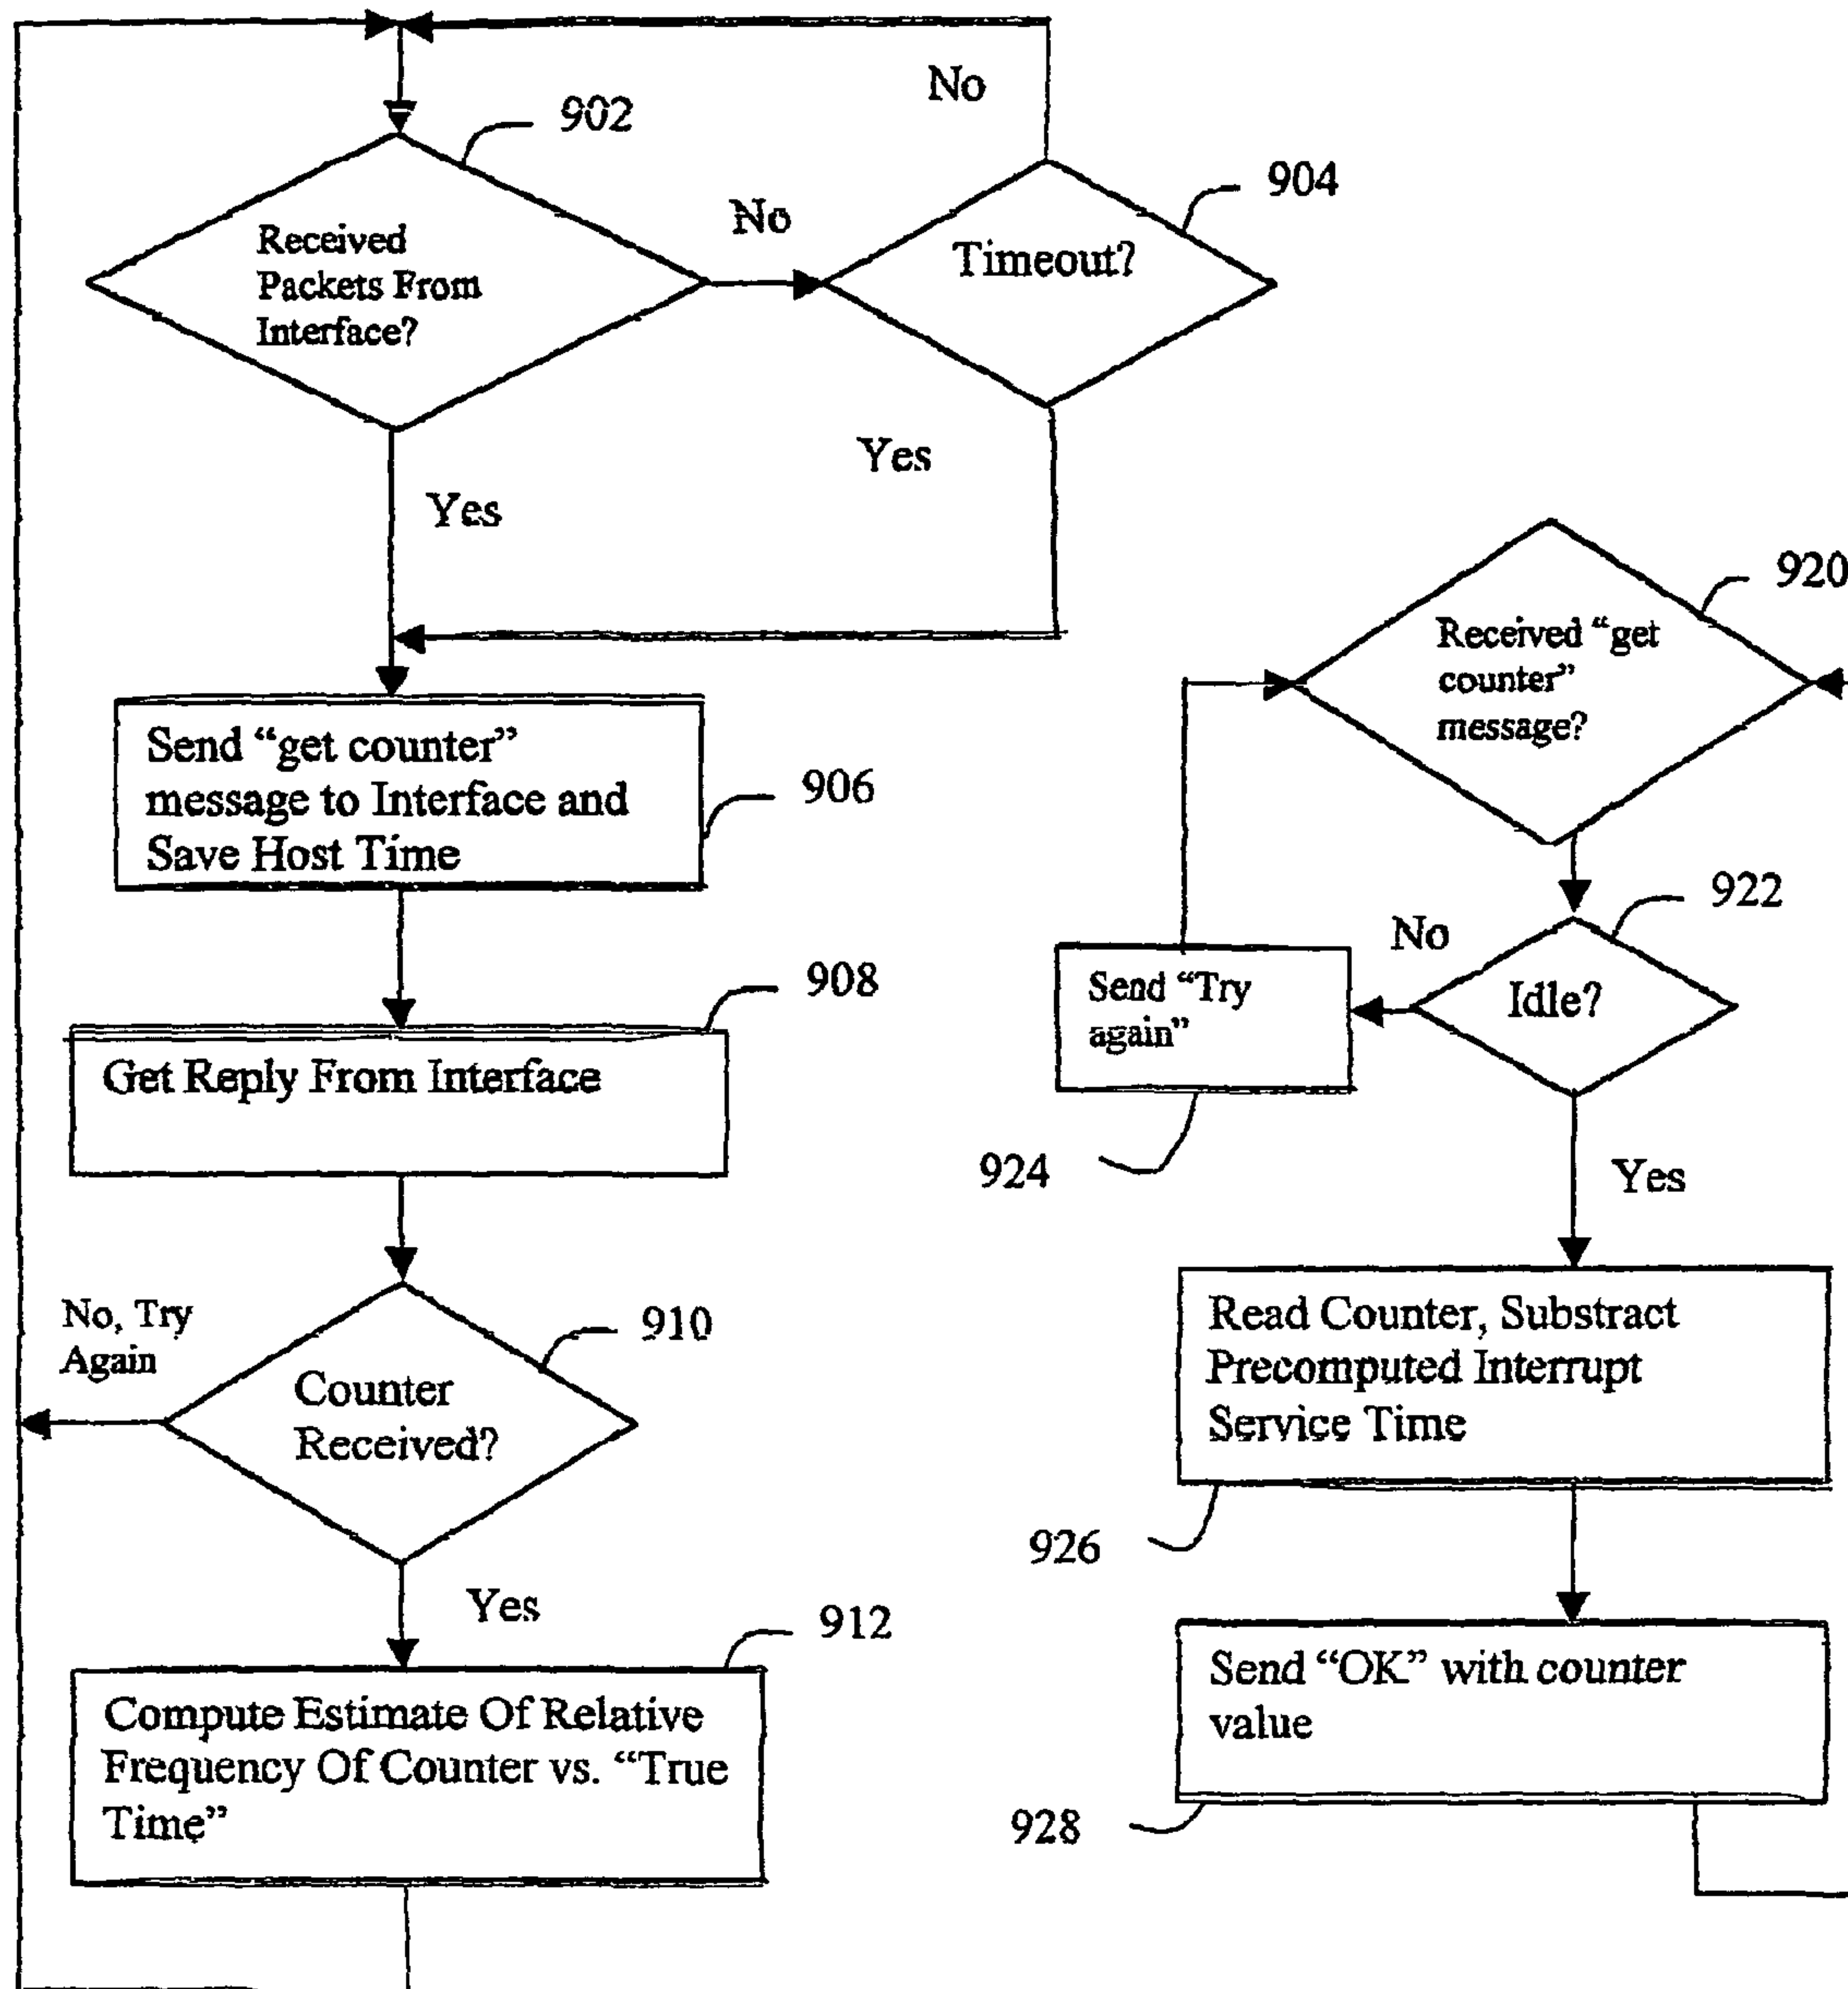 No
902
904
No
Received
Packets From
Interface?
Timeout?
Yes
Yes
920
Received “get
counter”
message?
Send “get counter”
message to Interface and
Save Host Time
906
922
No
908
Send “Try
again”
Idle?
Get Reply From Interface
924
Yes
No, Try
Again
910
Counter
Received?
Read Counter, Substract
Precomputed Interrupt
Service Time
926
Yes
912
Send “OK” with counter
value
Compute Estimate Of Relative
Frequency Of Counter vs. “True
Time”
928